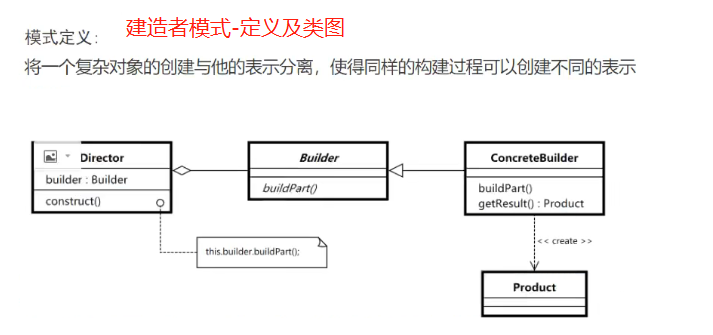 模式定义： 建造者模式-定义及类图
将一个复杂对象的创建与他的表示分离，使得同样的构建过程可以创建不同的表示
Director
builder : Builder
construct()
this.builder.buildPart();
Builder
buildPart()
ConcreteBuilder
buildPart()
getResult() : Product
<< create >>
Product